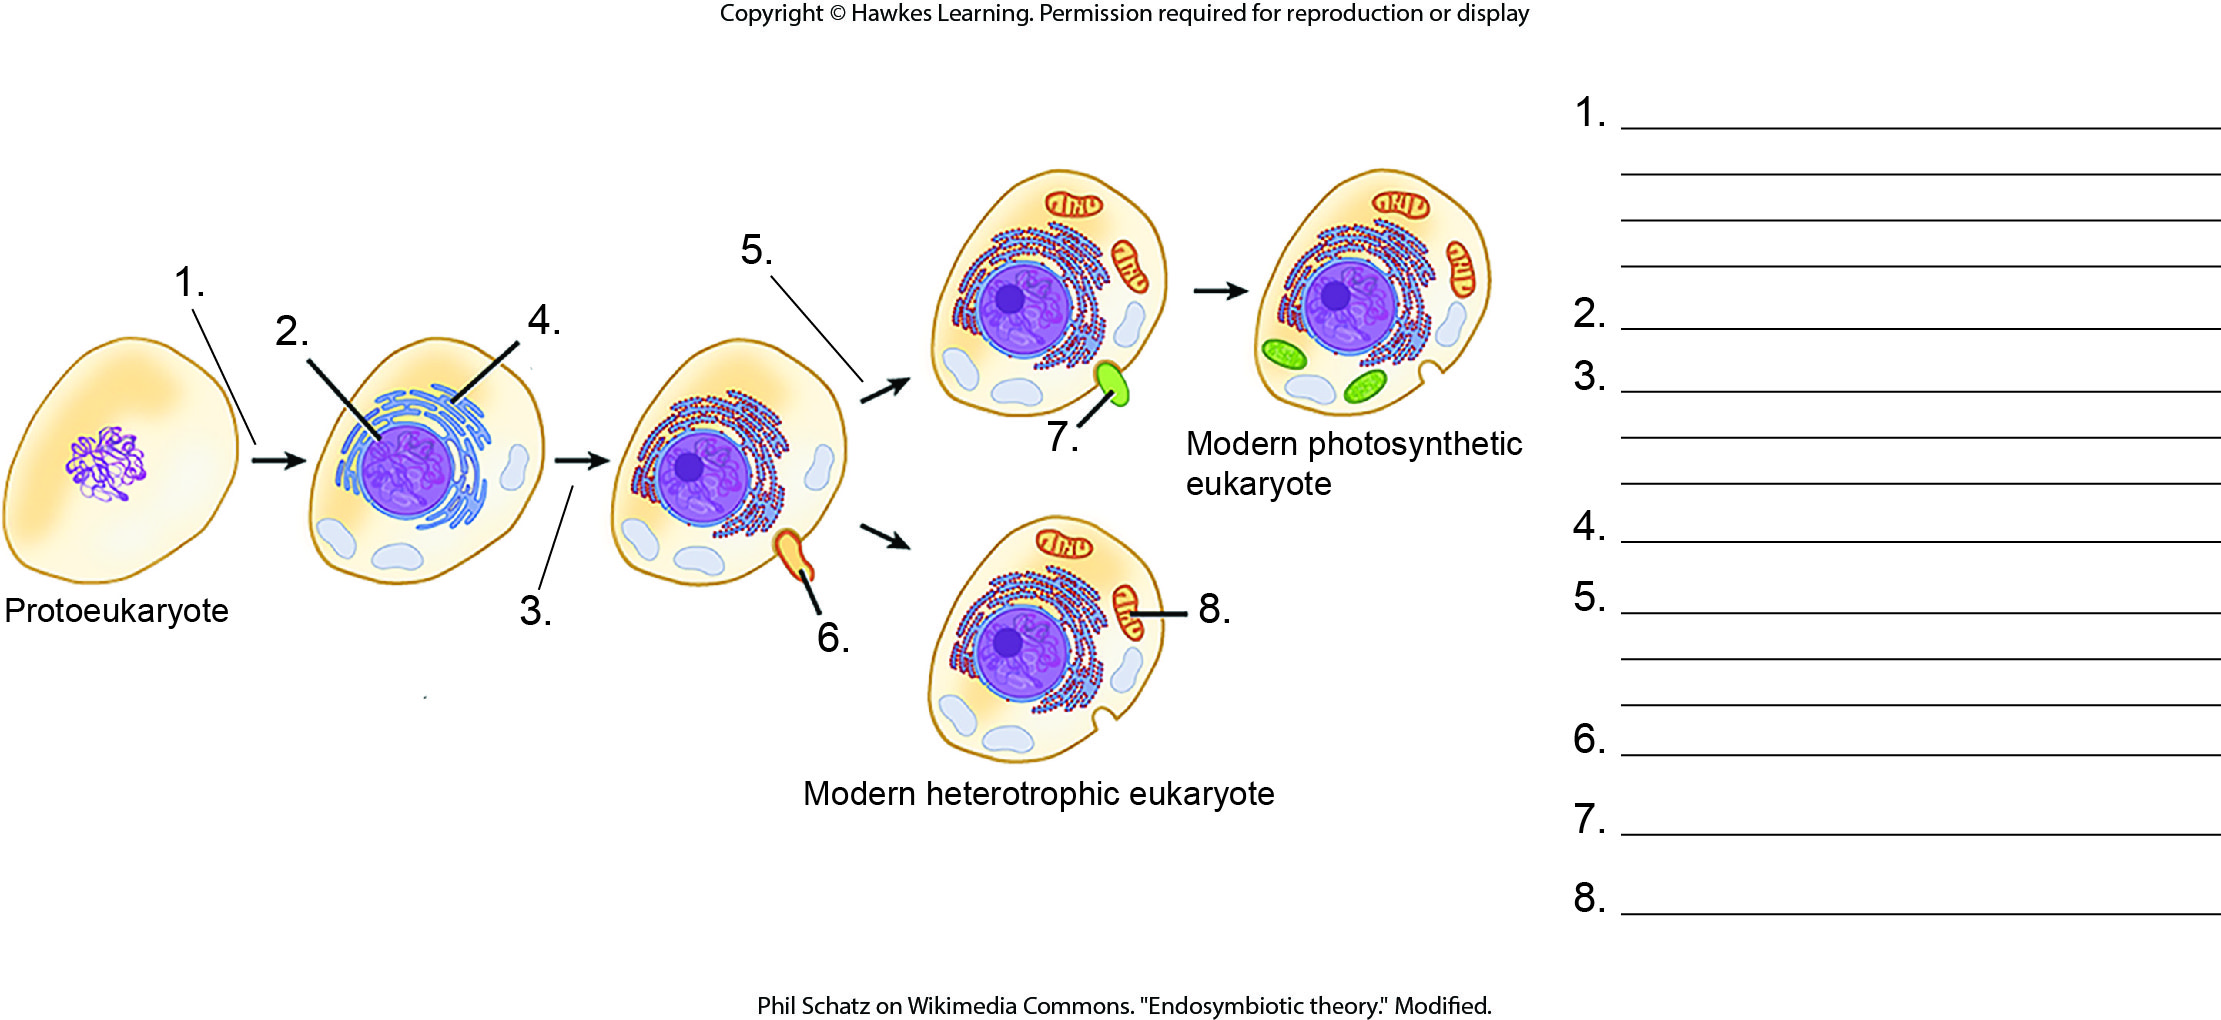 Copyright © Hawkes Learning. Permission required for reproduction or display
1.
2.
4.
3.
5.
6.
7.
8.
Protoeukaryote
Modern photosynthetic
eukaryote
Modern heterotrophic eukaryote
1.
2.
3.
4.
5.
6.
7.
8.
Phil Schatz on Wikimedia Commons. "Endosymbiotic theory." Modified.